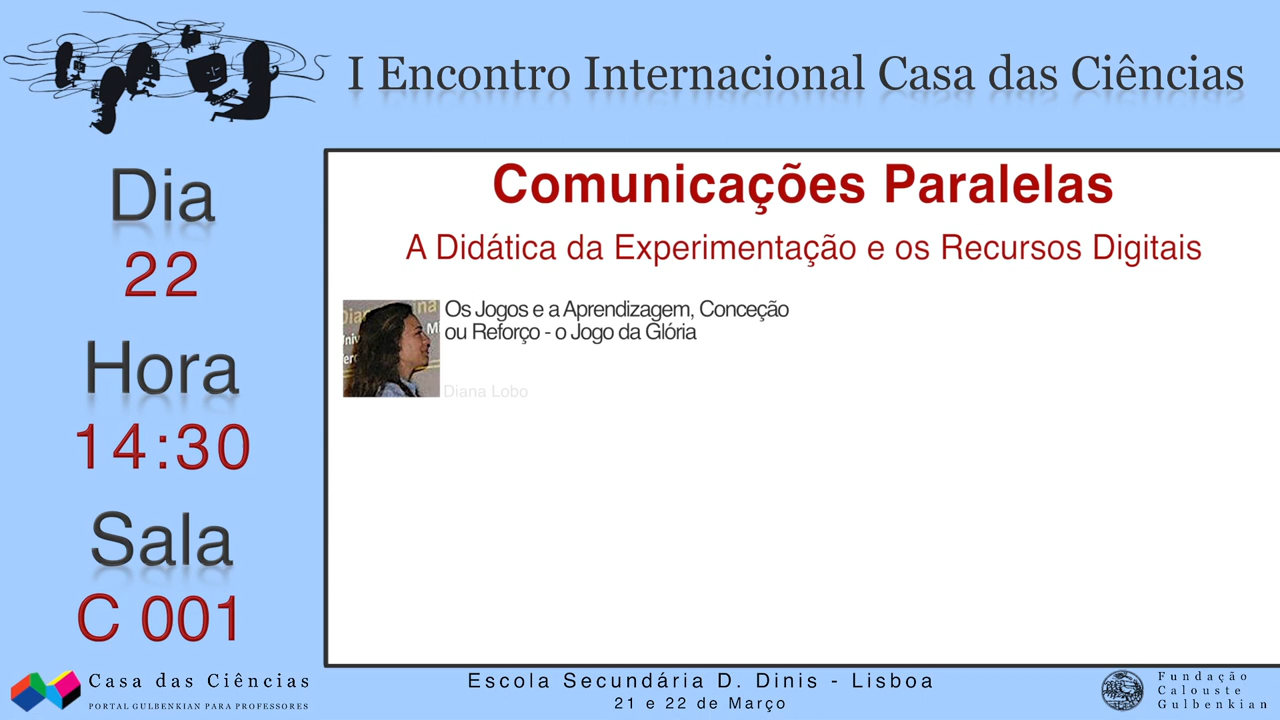 I Encontro Internacional Casa das Ciências
Dia
22
Hora
14:30
Sala
C 001
Comunicações Paralelas
A Didática da Experimentação e os Recursos Digitais
Os Jogos e a Aprendizagem, Conceção
ou Reforço - o Jogo da Glória
Diana Lobo
Casa das Ciências
PORTAL GULBENKIAN PARA PROFESSORES
Escola Secundária D. Dinis - Lisboa
21 e 22 de Março
Fundação
Calouste
Gulbenkian